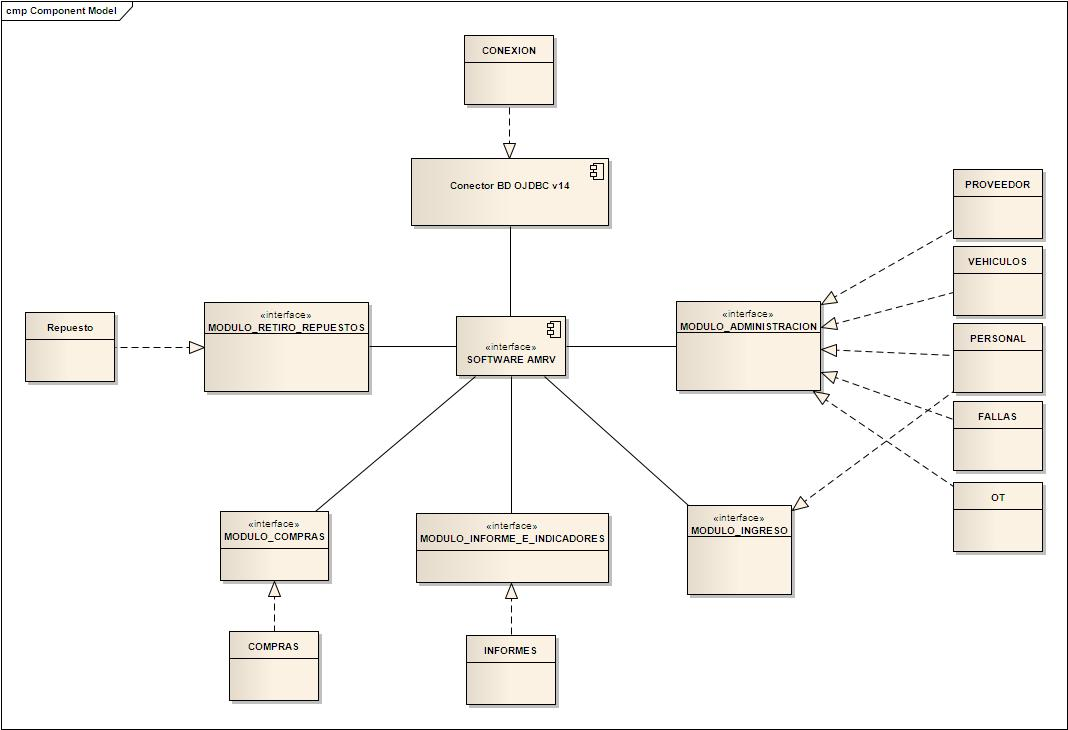 cmp Component Model
CONEXION
Conector BD OJDBC v14
PROVEEDOR
VEHICULOS
«interface»
MODULO_RETIRO_REPUESTOS
«interface»
MODULO_ADMINISTRACION
Repuesto
«interface»
SOFTWARE AMRV
PERSONAL
FALLAS
OT
«interface»
MODULO_COMPRAS
«interface»
MODULO_INFORME_E_INDICADORES
«interface»
MODULO_INGRESO
COMPRAS
INFORMES